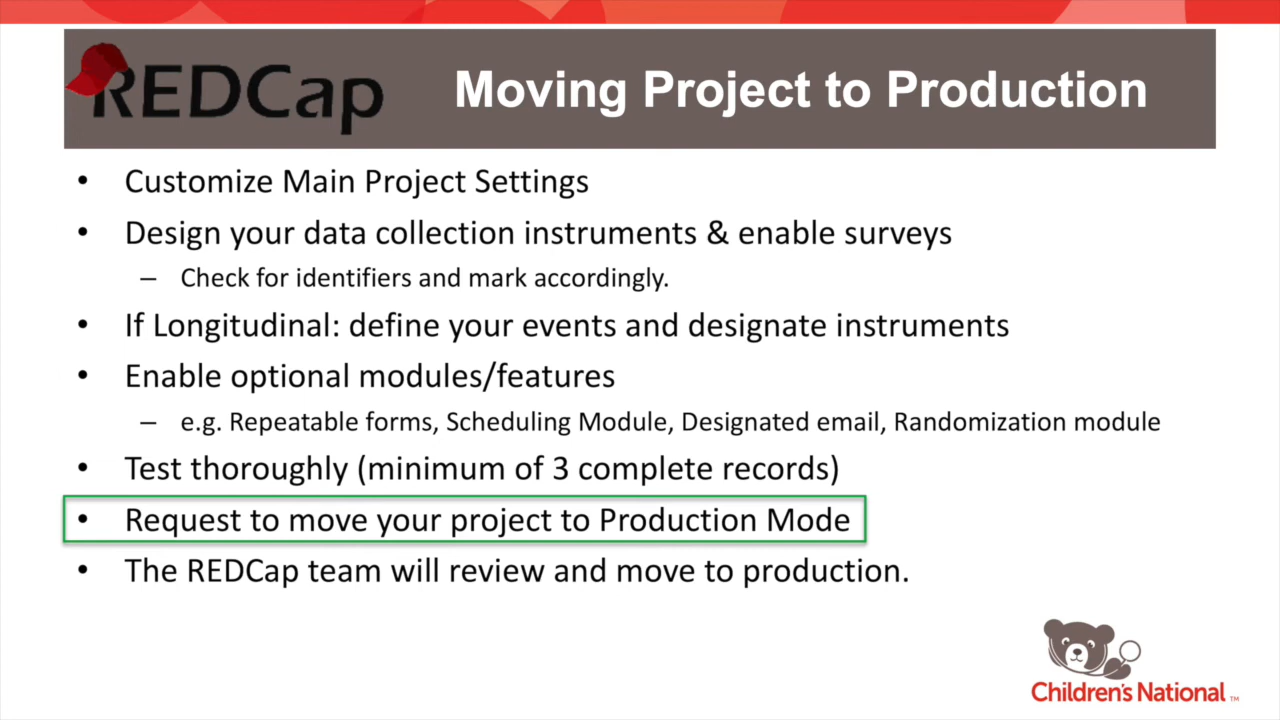 REDCap
Moving Project to Production
• Customize Main Project Settings
• Design your data collection instruments & enable surveys
– Check for identifiers and mark accordingly.
• If Longitudinal: define your events and designate instruments
• Enable optional modules/features
– e.g. Repeatable forms, Scheduling Module, Designated email, Randomization module
• Test thoroughly (minimum of 3 complete records)
• Request to move your project to Production Mode
• The REDCap team will review and move to production.
Children's National ™